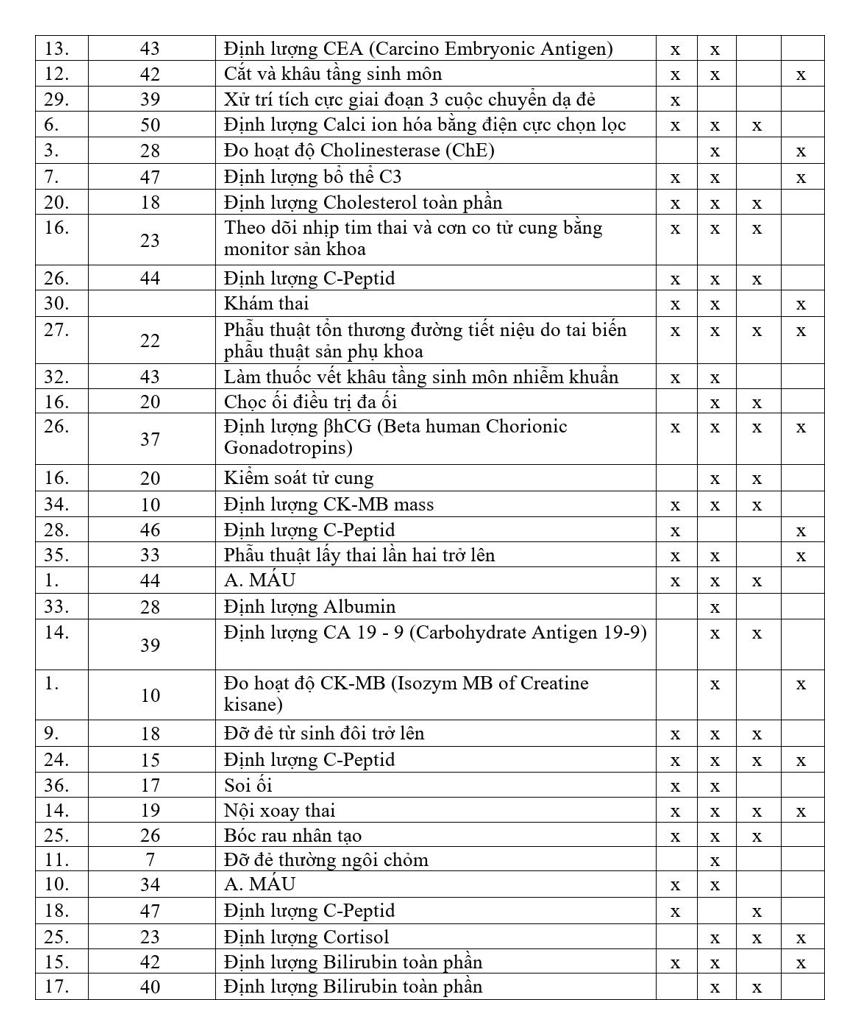 13. 43 Định lượng CEA (Carcino Embryonic Antigen) x x
12. 42 Cắt và khâu tầng sinh môn x x x
29. 39 Xử trí tích cực giai đoạn 3 cuộc chuyển dạ đẻ x
6. 50 Định lượng Calci ion hóa bằng điện cực chọn lọc x x x
3. 28 Đo hoạt độ Cholinesterase (ChE) x x
7. 47 Định lượng bổ thể C3 x x x
20. 18 Định lượng Cholesterol toàn phần x x x
16. 23 Theo dõi nhịp tim thai và cơn co tử cung bằng x x x
monitor sản khoa
26. 44 Định lượng C-Peptid x x x
30. Khám thai x x x
27. 22 Phẫu thuật tổn thương đường tiết niệu do tai biến x x x x
phẫu thuật sản phụ khoa
32. 43 Làm thuốc vết khâu tầng sinh môn nhiễm khuẩn x x
16. 20 Chọc ối điều trị đa ối x x
26. 37 Định lượng βhCG (Beta human Chorionic x x x x
Gonadotropins)
16. 20 Kiểm soát tử cung x x
34. 10 Định lượng CK-MB mass x x x
28. 46 Định lượng C-Peptid x x
35. 33 Phẫu thuật lấy thai lần hai trở lên x x x
1. 44 A. MÁU x x x
33. 28 Định lượng Albumin x
14. 39 Định lượng CA 19 - 9 (Carbohydrate Antigen 19-9) x x
1. 10 Đo hoạt độ CK-MB (Isozym MB of Creatine x x
kisane)
9. 18 Đỡ đẻ từ sinh đôi trở lên x x x
24. 15 Định lượng C-Peptid x x x x
36. 17 Soi ối x x
14. 19 Nội xoay thai x x x x
25. 26 Bóc rau nhân tạo x x x
11. 7 Đỡ đẻ thường ngôi chỏm x
10. 34 A. MÁU x x
18. 47 Định lượng C-Peptid x x
25. 23 Định lượng Cortisol x x x
15. 42 Định lượng Bilirubin toàn phần x x x
17. 40 Định lượng Bilirubin toàn phần x x